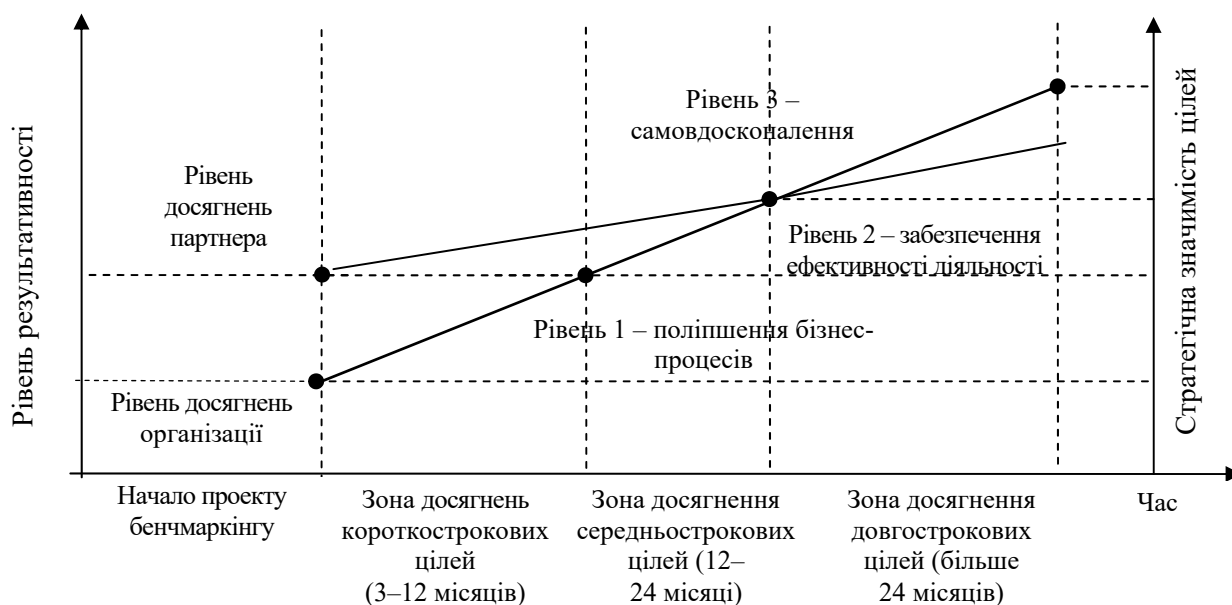 Рівень результативності
Рівень
досягнень
партнера
Рівень досягнень
організації
Рівень 3 –
самовдосконалення
Рівень 2 – забезпечення
ефективності діяльності
Рівень 1 – поліпшення бізнес-
процесів
Стратегічна значимість цілей
Начало проекту
бенчмаркінгу
Зона досягнень
короткострокових
цілей
(3–12 місяців)
Зона досягнення
середньострокових
цілей (12–
24 місяці)
Зона досягнення
довгострокових
цілей (більше
24 місяців)
Час